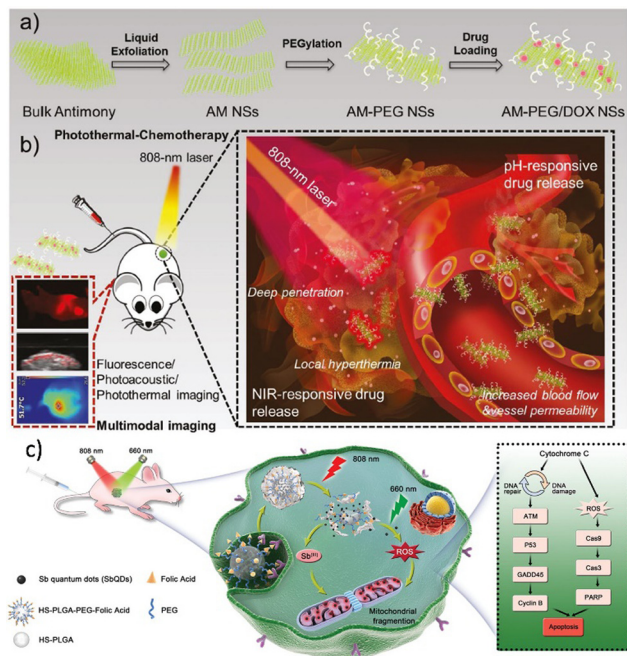 a)
Liquid
Exfoliation
PEGylation
Drug
Loading
Bulk Antimony
AM NSs
AM-PEG NSs
AM-PEG/DOX NSs
b)
Photothermal-Chemotherapy
808-nm laser
Fluorescence/
Photoacoustic/
Photothermal imaging
Multimodal imaging
51.7°C
808-nm laser
pH-responsive
drug release
Deep penetration
Local hyperthermia
NIR-responsive drug
release
Increased blood flow
&vessel permeability
c)
808 nm
660 nm
Sb quantum dots (SbQDs)
Folic Acid
HS-PLGA-PEG-Folic Acid
PEG
HS-PLGA
808 nm
660 nm
Sb(III)
ROS
Mitochondrial
fragmention
Cytochrome C
DNA
repair
DNA
damage
ROS
ATM
P53
GADD45
Cyclin B
Cas9
Cas3
PARP
Apoptosis